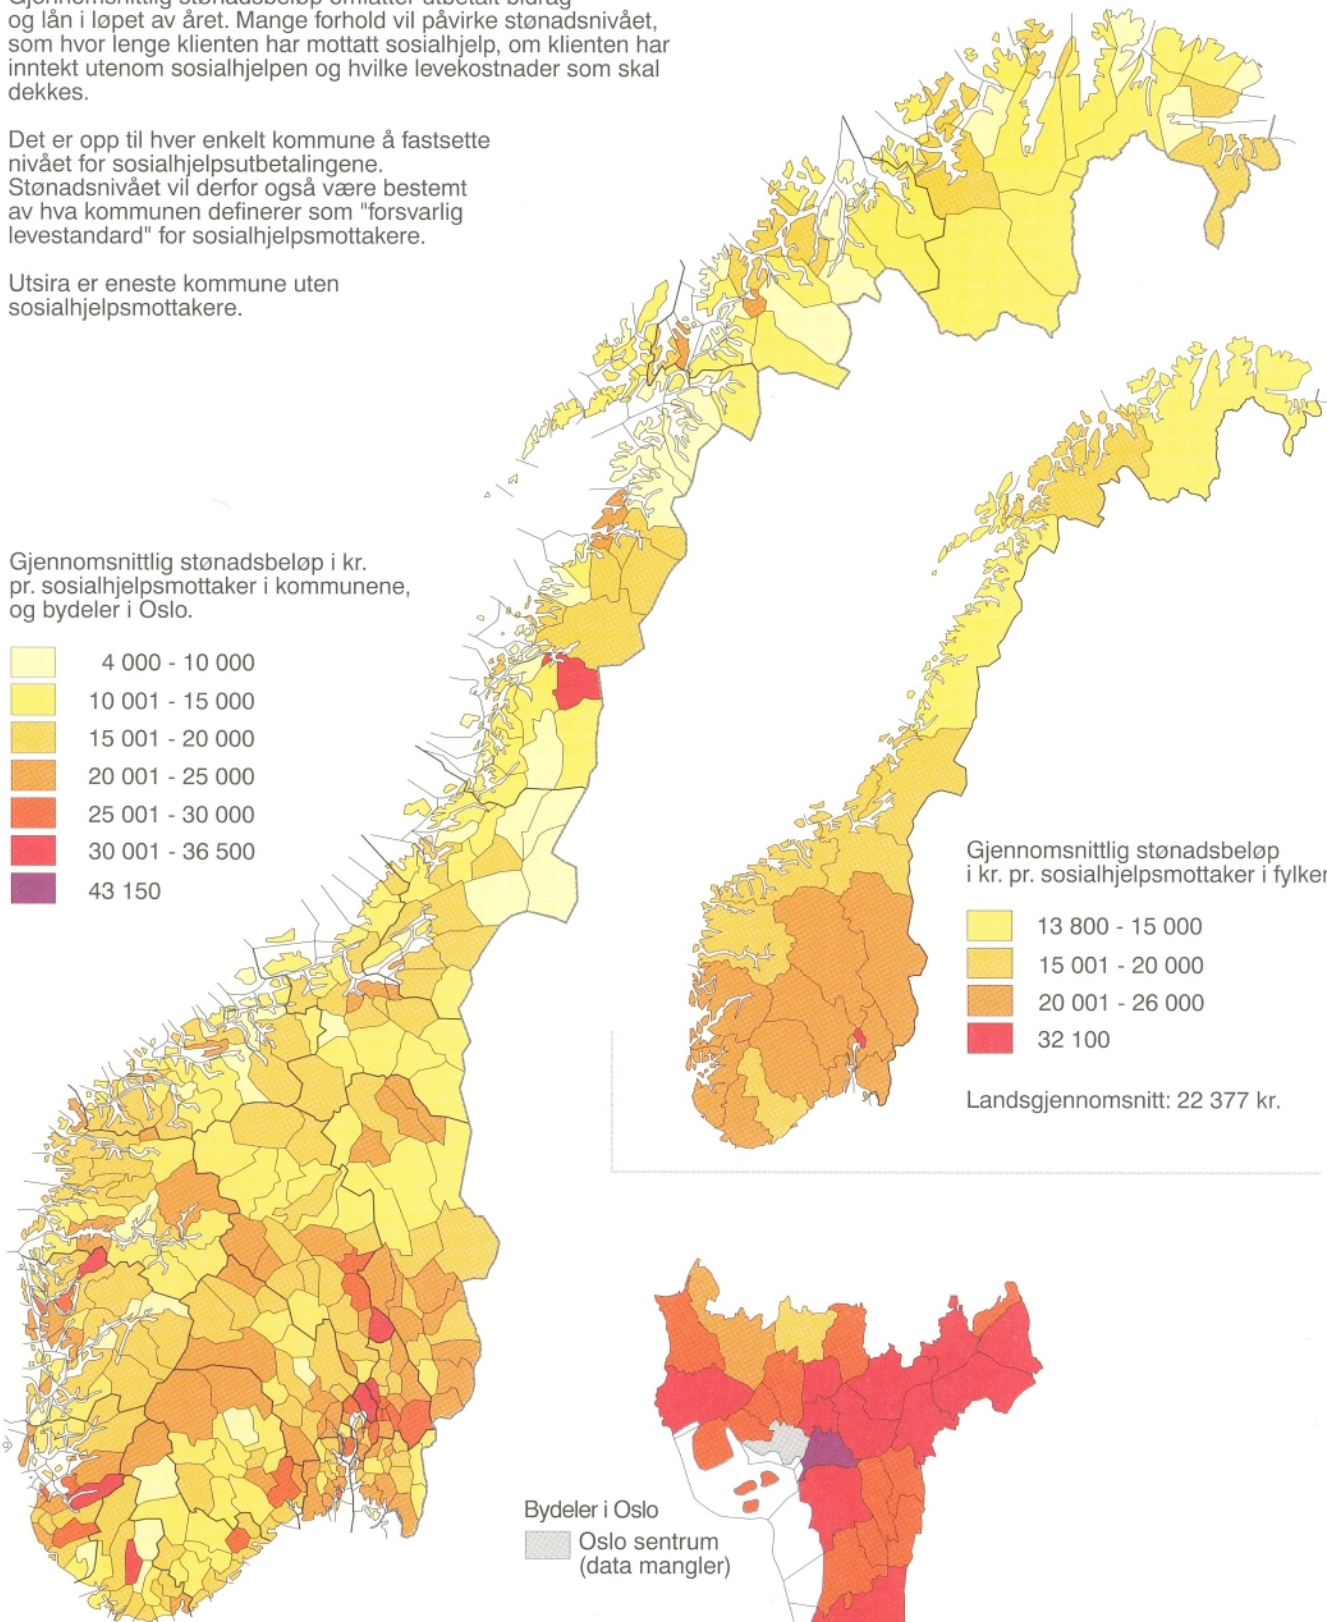 Gjennomsnittlig stønadsbeløp omfatter utbetalt bidrag
og lån i løpet av året. Mange forhold vil påvirke stønadsnivået,
som hvor lenge klienten har mottatt sosialhjelp, om klienten har
inntekt utenom sosialhjelpen og hvilke levekostnader som skal
dekkes.
Det er opp til hver enkelt kommune å fastsette
nivået for sosialhjelpsutbetalingene.
Stønadsnivået vil derfor også være bestemt
av hva kommunen definerer som "forsvarlig
levestandard" for sosialhjelpsmottakere.
Utsira er eneste kommune uten
sosialhjelpsmottakere.
Gjennomsnittlig stønadsbeløp i kr.
pr. sosialhjelpsmottaker i kommunene,
og bydeler i Oslo.
4 000 - 10 000
10 001 - 15 000
15 001 - 20 000
20 001 - 25 000
25 001 - 30 000
30 001 - 36 500
43 150
Gjennomsnittlig stønadsbeløp
i kr. pr. sosialhjelpsmottaker i fylker
13 800 - 15 000
15 001 - 20 000
20 001 - 26 000
32 100
Landsgjennomsnitt: 22 377 kr.
Bydeler i Oslo
Oslo sentrum
(data mangler)